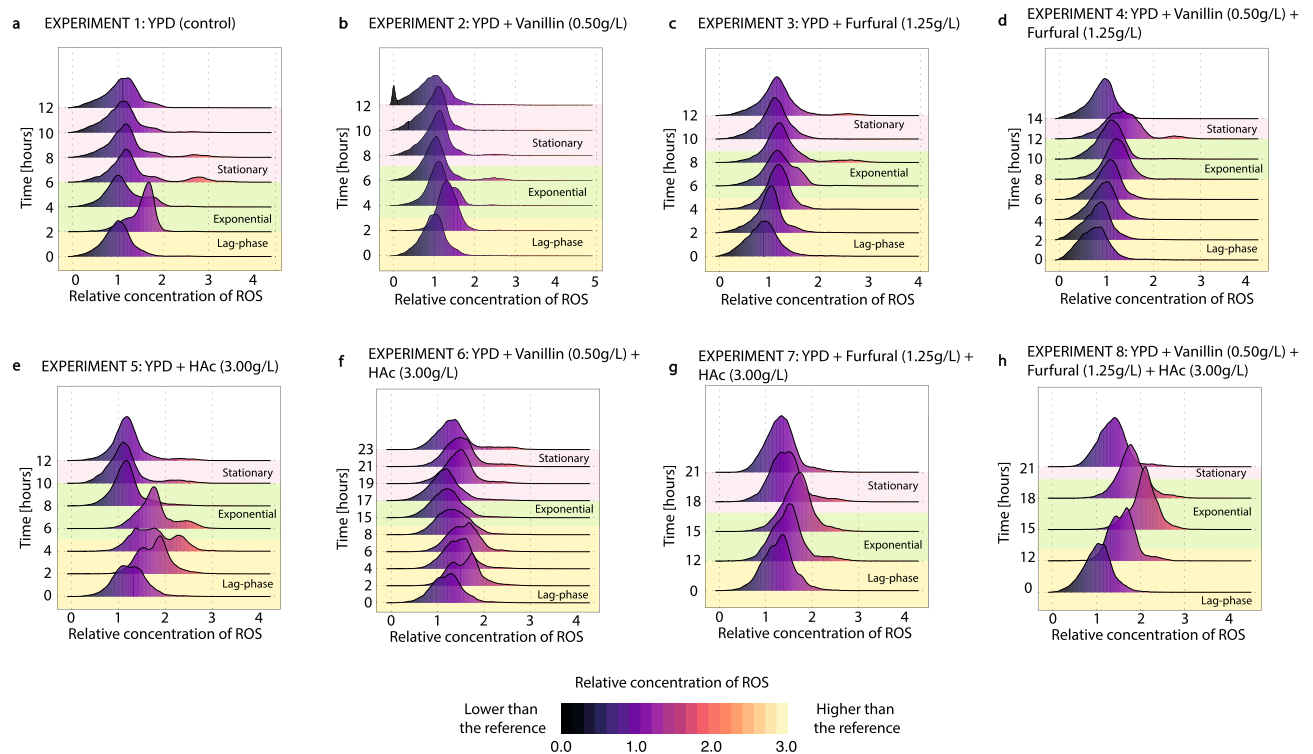 a EXPERIMENT 1: YPD (control)
Time [hours]
12
10
8
6
4
2
0
Stationary
Exponential
Lag-phase
0 1 2 3 4
Relative concentration of ROS
b EXPERIMENT 2: YPD + Vanillin (0.50g/L)
Time [hours]
12
10
8
6
4
2
0
Stationary
Exponential
Lag-phase
0 1 2 3 4 5
Relative concentration of ROS
c EXPERIMENT 3: YPD + Furfural (1.25g/L)
Time [hours]
12
10
8
6
4
2
0
Stationary
Exponential
Lag-phase
0 1 2 3 4
Relative concentration of ROS
d EXPERIMENT 4: YPD + Vanillin (0.50g/L) +
Furfural (1.25g/L)
Time [hours]
14
12
10
8
6
4
2
0
Stationary
Exponential
Lag-phase
0 1 2 3 4
Relative concentration of ROS
e EXPERIMENT 5: YPD + HAc (3.00g/L)
Time [hours]
12
10
8
6
4
2
0
Stationary
Exponential
Lag-phase
0 1 2 3 4
Relative concentration of ROS
f EXPERIMENT 6: YPD + Vanillin (0.50g/L) +
HAc (3.00g/L)
Time [hours]
23
21
19
17
15
8
6
4
2
0
Stationary
Exponential
Lag-phase
0 1 2 3 4
Relative concentration of ROS
g EXPERIMENT 7: YPD + Furfural (1.25g/L) +
HAc (3.00g/L)
Time [hours]
21
18
15
12
0
Stationary
Exponential
Lag-phase
0 1 2 3 4
Relative concentration of ROS
h EXPERIMENT 8: YPD + Vanillin (0.50g/L) +
Furfural (1.25g/L) + HAc (3.00g/L)
Time [hours]
21
18
15
12
0
Stationary
Exponential
Lag-phase
0 1 2 3 4
Relative concentration of ROS
Relative concentration of ROS
Lower than
the reference
Higher than
the reference
0.0 1.0 2.0 3.0